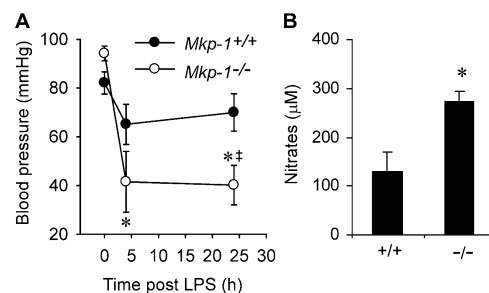 A
Mkp-1+/+
Mkp-1–/–
Blood pressure (mmHg)
100
80
60
40
20
*
*‡
0 5 10 15 20 25 30
Time post LPS (h)
B
Nitrates (μM)
400
300
200
100
0
*
+/+ –/–